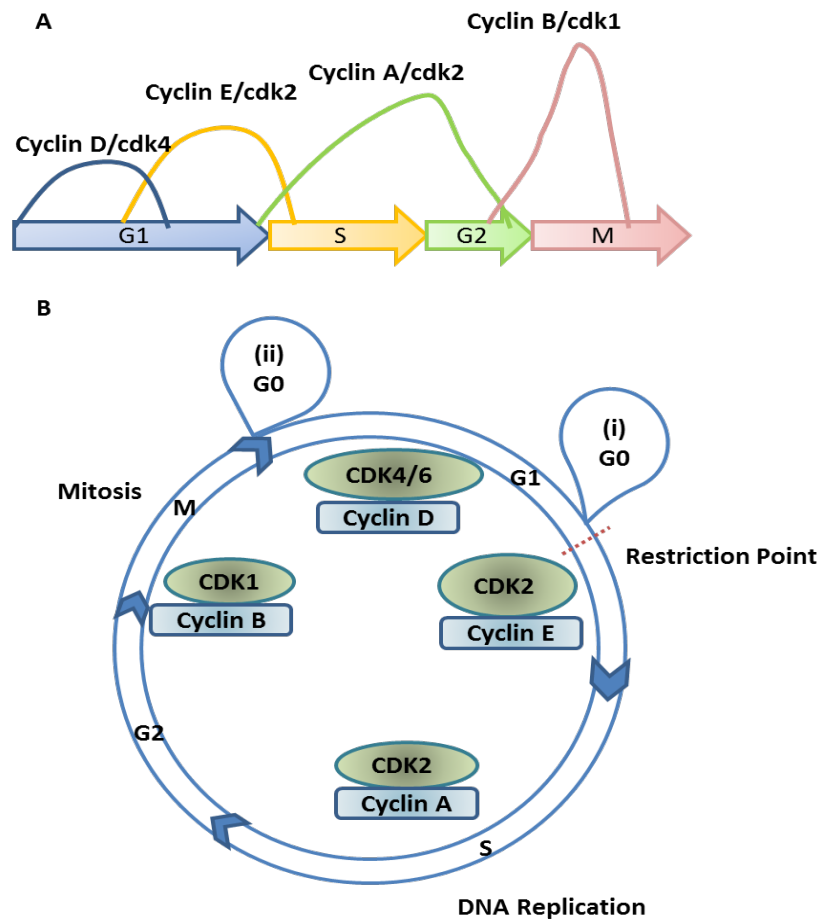 A
Cyclin B/cdk1
Cyclin A/cdk2
Cyclin E/cdk2
Cyclin D/cdk4
G1
S
G2
M
B
(ii)
G0
(i)
G0
CDK4/6
Cyclin D
G1
Mitosis
M
Restriction Point
CDK1
Cyclin B
CDK2
Cyclin E
G2
CDK2
Cyclin A
S
DNA Replication